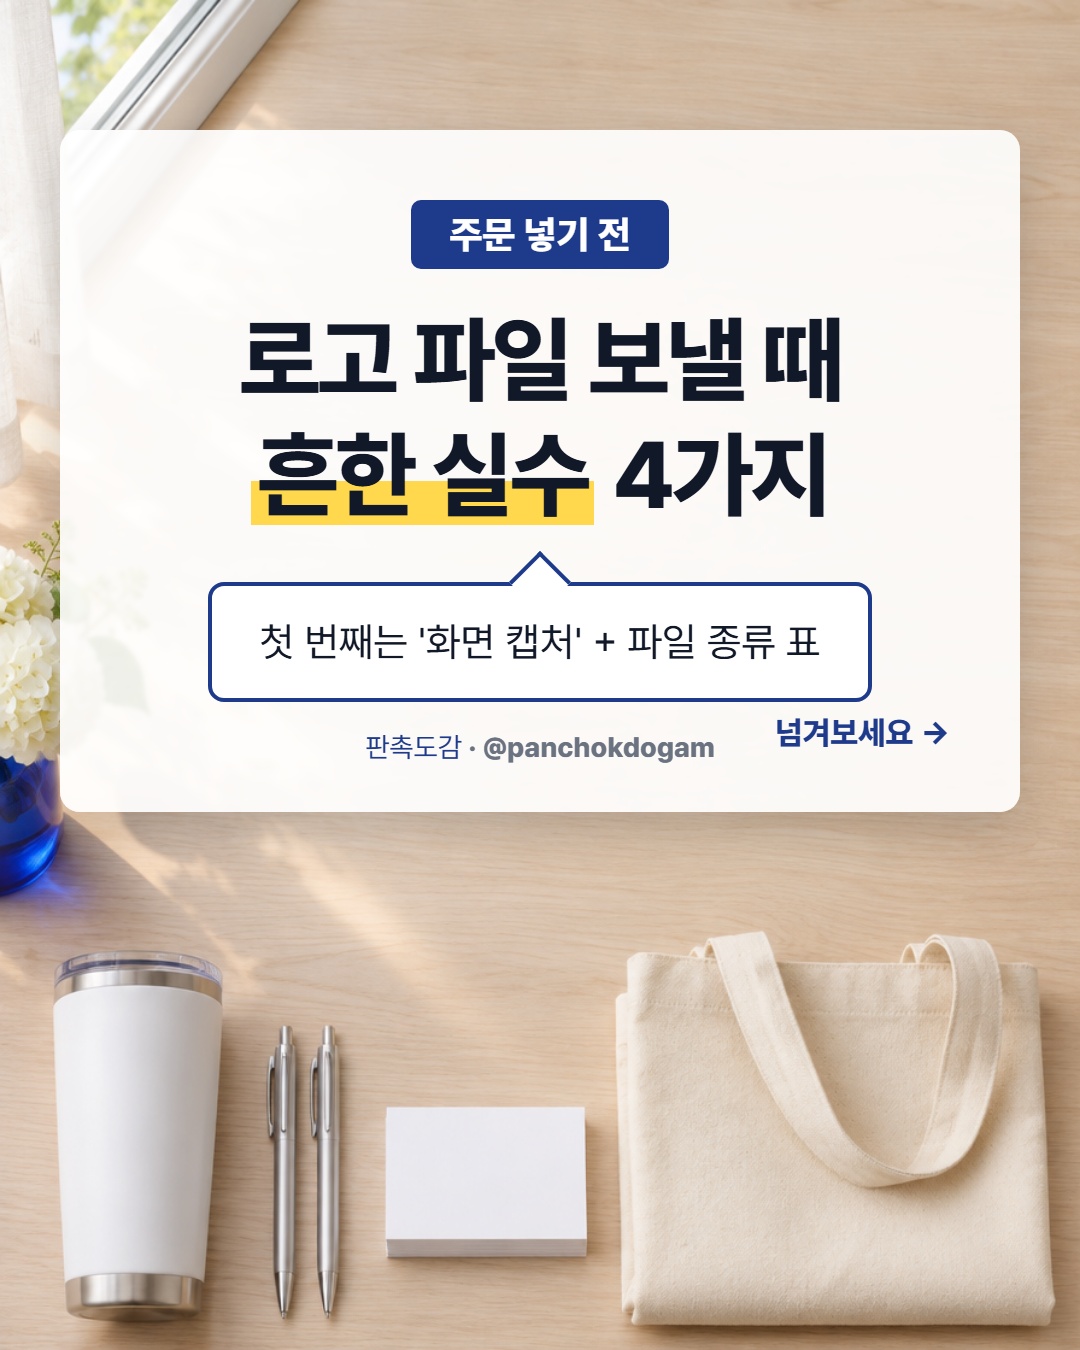 주문 넣기 전
로고 파일 보낼 때
흔한 실수 4가지
첫 번째는 '화면 캡처' + 파일 종류 표
판촉도감 · @panchokdogam
넘겨보세요 →